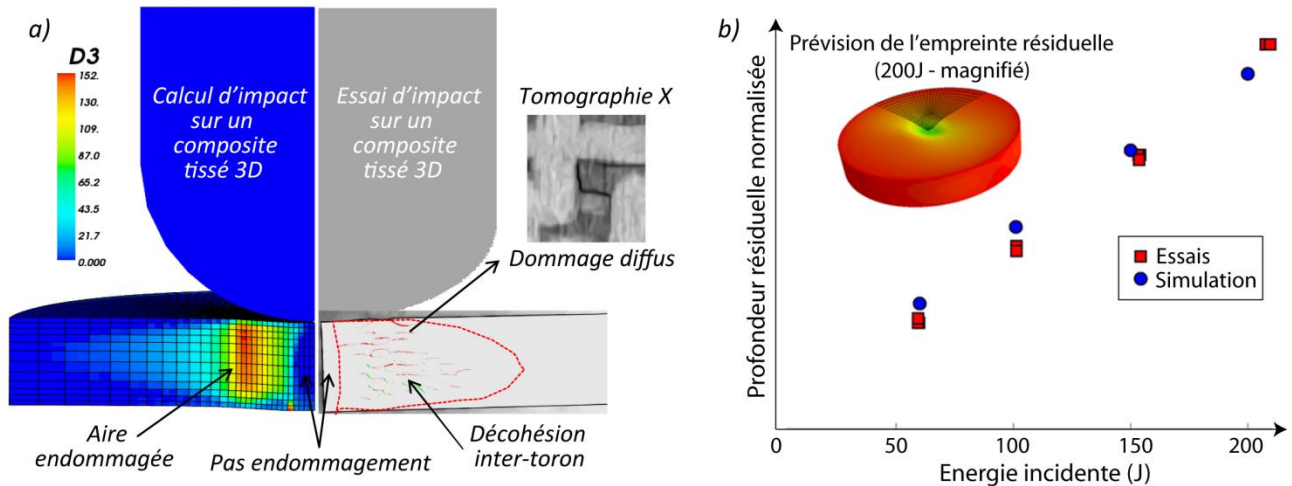 a)
D3
152.
130.
109.
87.0
65.2
43.5
21.7
0.000
Calcul d'impact
sur un
composite
tissé 3D
Essai d'impact
sur un
composite
tissé 3D
Tomographie X
Dommage diffus
Aire
endommagée
Pas endommagement
Décohésion
inter-toron
b)
Prévision de l'empreinte résiduelle
(200J - magnifié)
Profondeur résiduelle normalisée
Essais
Simulation
0
50
100
150
200
Energie incidente (J)